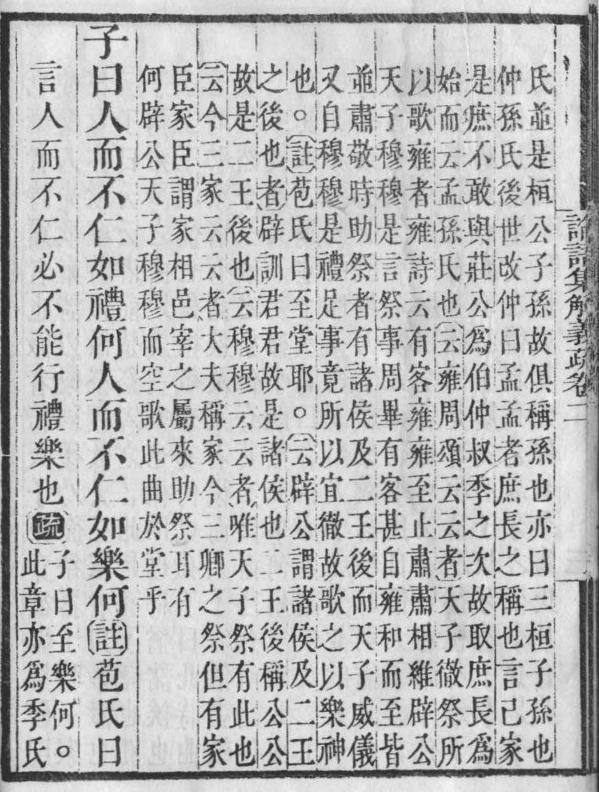 論語集解義疏卷二
氏並是桓公子孫故俱稱孫也亦曰三桓子孫也
仲孫氏後世改仲曰孟孟者庶長之稱也言己家
是庶不敢與莊公爲伯仲叔季之次故取庶長爲
始而云孟孫氏也云雍周頌云云者天子徹祭所
以歌雍者雍詩云有客雍雍至止肅肅相維辟公
天子穆穆是言祭事周畢有客甚自雍和而至皆
並肅敬時助祭者有諸侯及二王後而天子威儀
又自穆穆是禮足事竟所以宜徹故歌之以樂神
也。註苞氏曰至堂耶。云辟公謂諸侯及二王
之後也者辟訓君君故是諸侯也二王後稱公公
故是二王後也云穆穆云云者唯天子祭有此也
云今三家云云者大夫稱家今三卿之祭但有家
臣家臣謂家相邑宰之屬來助祭耳有
何辟公天子穆穆而空歌此曲於堂乎
子曰人而不仁如禮何人而不仁如樂何註苞氏曰
言人而不仁必不能行禮樂也疏子曰至樂何。
此章亦爲季氏